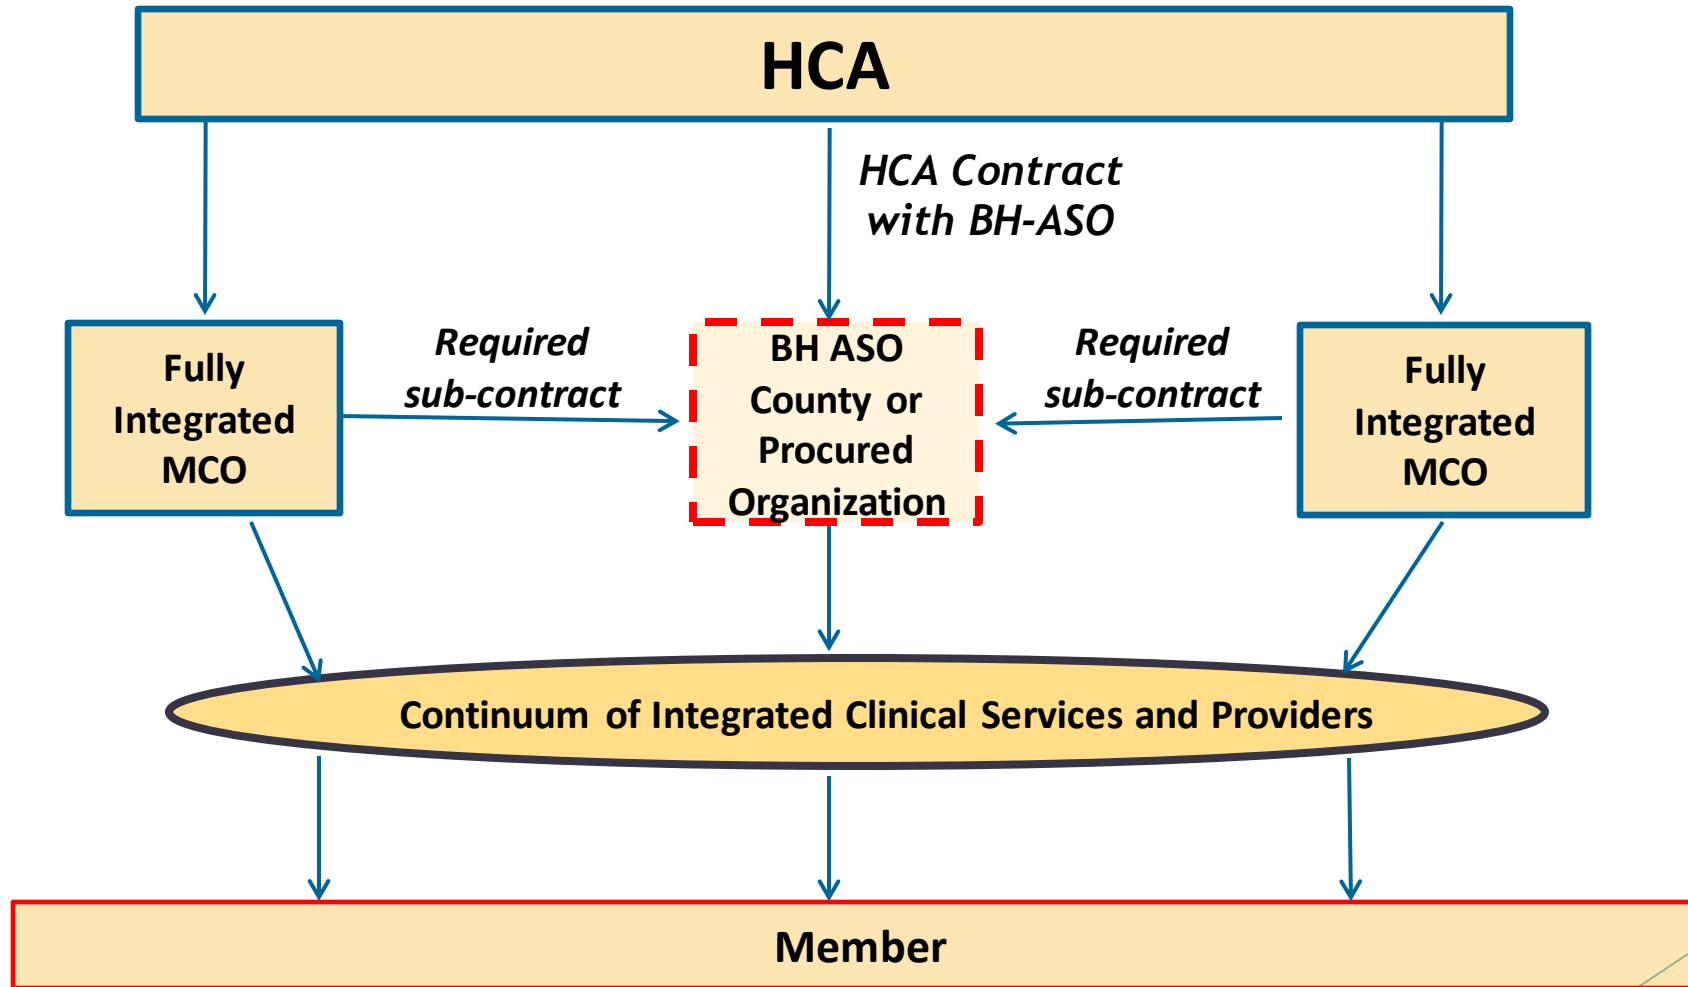 HCA
HCA Contract
with BH-ASO
Fully
Integrated
MCO
Required
sub-contract
BH ASO
County or
Procured
Organization
Required
sub-contract
Fully
Integrated
MCO
Continuum of Integrated Clinical Services and Providers
Member